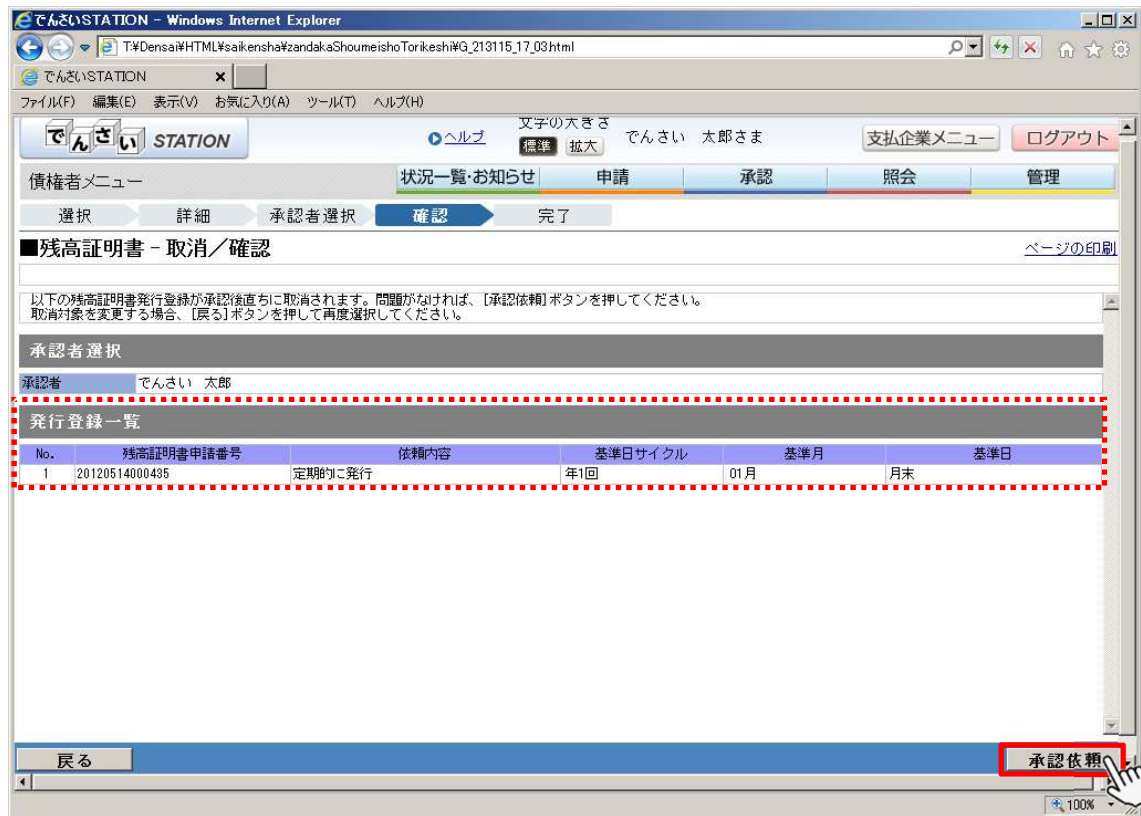 でんさいSTATION - Windows Internet Explorer
T:¥Densai¥HTML¥saikensha¥zandakaShoumeishoTorikeshi¥G_213115_17_03.html
でんさいSTATION
ファイル(F) 編集(E) 表示(V) お気に入り(A) ツール(T) ヘルプ(H)
でんさい STATION
ヘルプ
文字の大きさ
標準 拡大
でんさい 太郎さま
支払企業メニュー
ログアウト
債権者メニュー
状況一覧・お知らせ 申請 承認 照会 管理
選択 詳細 承認者選択 確認 完了
■残高証明書 - 取消／確認
ページの印刷
以下の残高証明書発行登録が承認後直ちに取消されます。問題がなければ、[承認依頼]ボタンを押してください。
取消対象を変更する場合、[戻る]ボタンを押して再度選択してください。
承認者選択
承認者 でんさい 太郎
発行登録一覧
No. 残高証明書申請番号 依頼内容 基準日サイクル 基準月 基準日
1 20120514000435 定期的に発行 年1回 01月 月末
戻る
承認依頼
100%